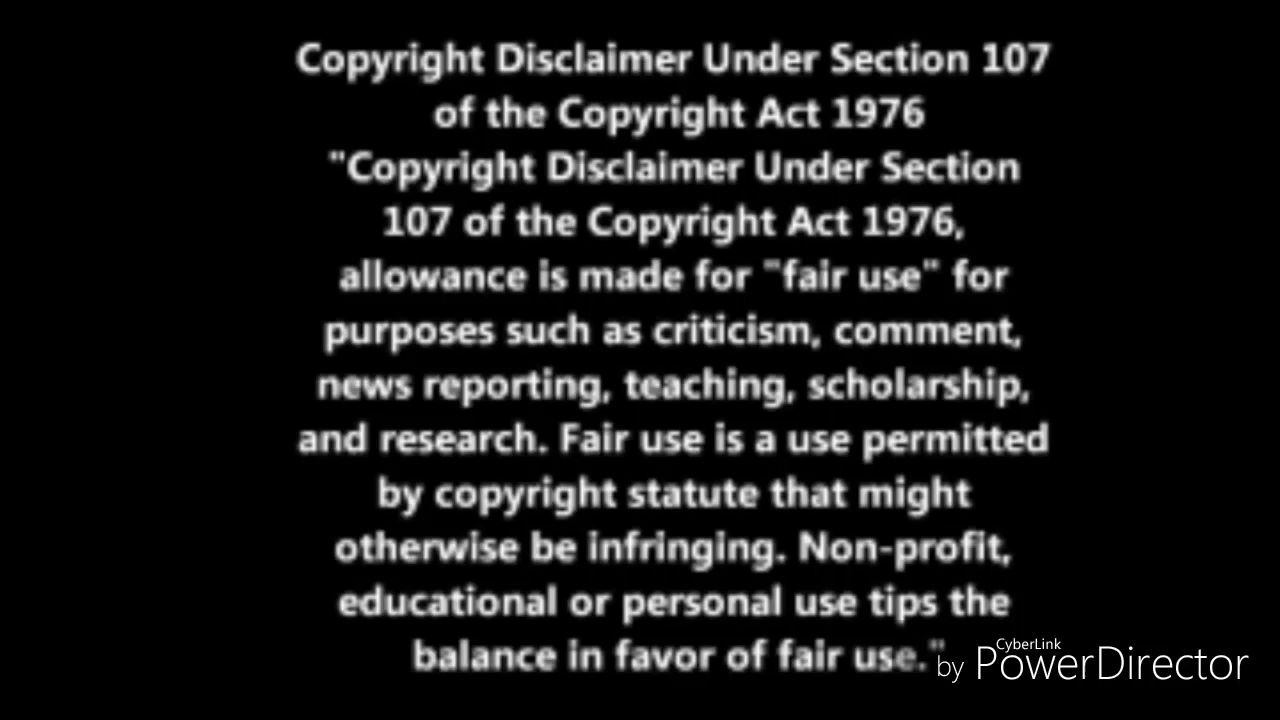 Copyright Disclaimer Under Section 107
of the Copyright Act 1976
"Copyright Disclaimer Under Section
107 of the Copyright Act 1976,
allowance is made for "fair use" for
purposes such as criticism, comment,
news reporting, teaching, scholarship,
and research. Fair use is a use permitted
by copyright statute that might
otherwise be infringing. Non-profit,
educational or personal use tips the
balance in favor of fair use."
CyberLink
by PowerDirector